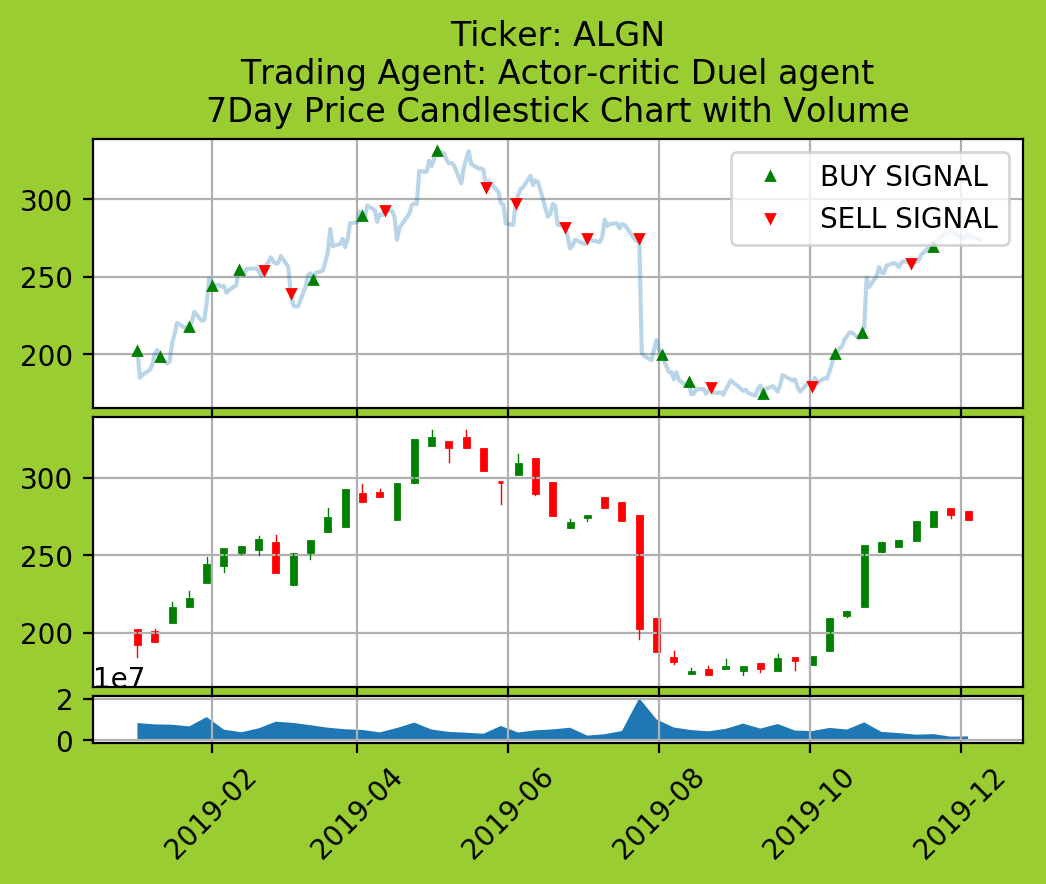 Ticker: ALGN
Trading Agent: Actor-critic Duel agent
7Day Price Candlestick Chart with Volume
BUY SIGNAL
SELL SIGNAL
300
250
200
300
250
200
1e7
2
0
2019-02
2019-04
2019-06
2019-08
2019-10
2019-12